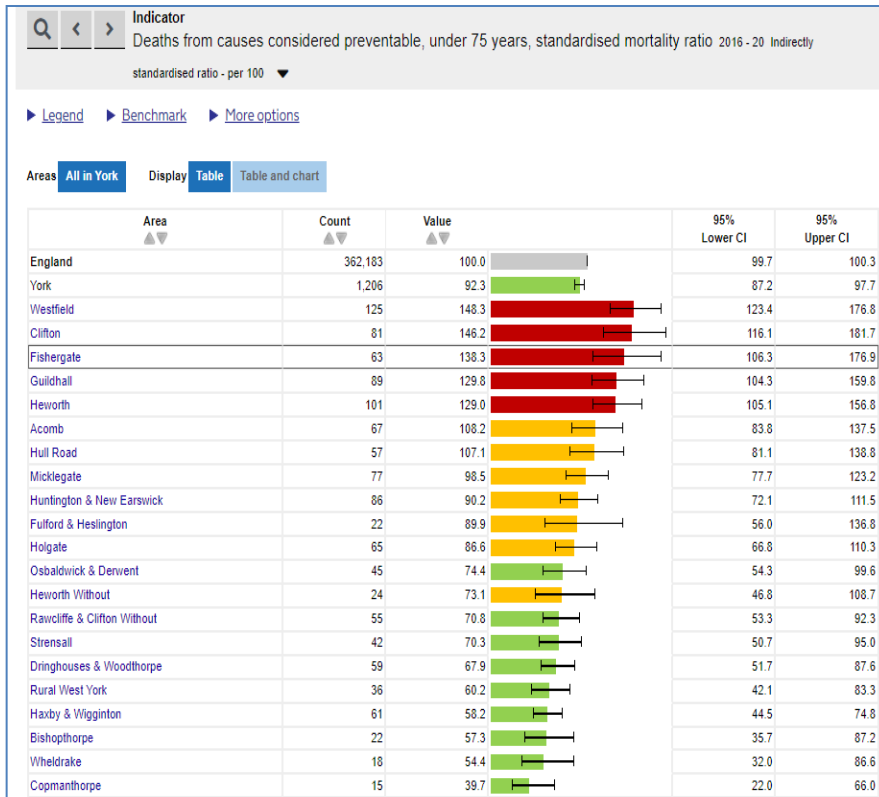 Indicator
Deaths from causes considered preventable, under 75 years, standardised mortality ratio 2016 - 20 Indirectly
standardised ratio - per 100
Legend Benchmark More options
Areas All in York Display Table Table and chart
Area Count Value 95% Lower CI 95% Upper CI
England 362,183 100.0 99.7 100.3
York 1,206 92.3 87.2 97.7
Westfield 125 148.3 123.4 176.8
Clifton 81 146.2 116.1 181.7
Fishergate 63 138.3 106.3 176.9
Guildhall 89 129.8 104.3 159.8
Heworth 101 129.0 105.1 156.8
Acomb 67 108.2 83.8 137.5
Hull Road 57 107.1 81.1 138.8
Micklegate 77 98.5 77.7 123.2
Huntington & New Earswick 86 90.2 72.1 111.5
Fulford & Heslington 22 89.9 56.0 136.8
Holgate 65 86.6 66.8 110.3
Osbaldwick & Derwent 45 74.4 54.3 99.6
Heworth Without 24 73.1 46.8 108.7
Rawcliffe & Clifton Without 55 70.8 53.3 92.3
Strensall 42 70.3 50.7 95.0
Dringhouses & Woodthorpe 59 67.9 51.7 87.6
Rural West York 36 60.2 42.1 83.3
Haxby & Wigginton 61 58.2 44.5 74.8
Bishopthorpe 22 57.3 35.7 87.2
Wheldrake 18 54.4 32.0 86.6
Copmanthorpe 15 39.7 22.0 66.0